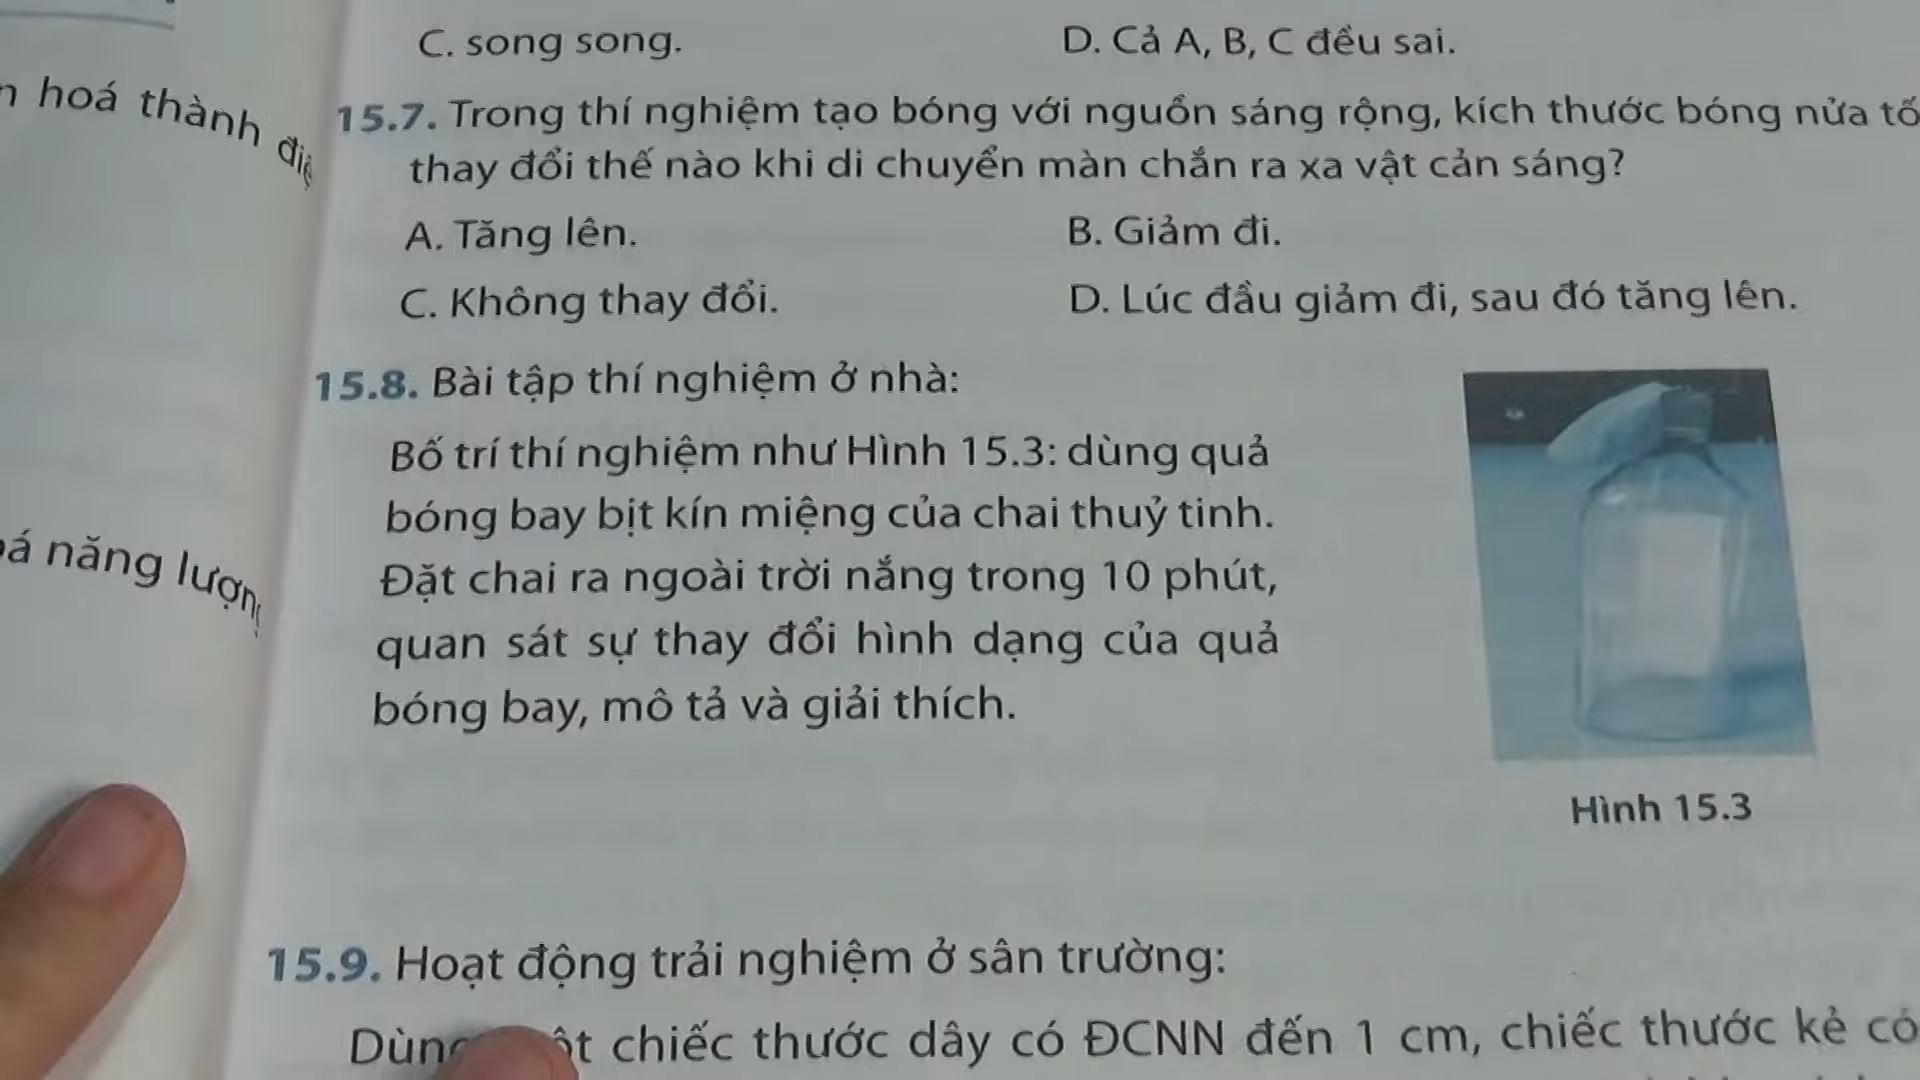 C. song song.
D. Cả A, B, C đều sai.
hoá thành
15.7. Trong thí nghiệm tạo bóng với nguồn sáng rộng, kích thước bóng nửa
thay đổi thế nào khi di chuyển màn chắn ra xa vật cản sáng?
A. Tăng lên.
B. Giảm đi.
C. Không thay đổi.
D. Lúc đầu giảm đi, sau đó tăng lên.
15.8. Bài tập thí nghiệm ở nhà:
Bố trí thí nghiệm như Hình 15.3: dùng quả
bóng bay bịt kín miệng của chai thuỷ tinh.
Đặt chai ra ngoài trời nắng trong 10 phút,
quan sát sự thay đổi hình dạng của quả
bóng bay, mô tả và giải thích.
năng
Hình 15.3
15.9. Hoạt động trải nghiệm ở sân trường:
chiếc thước dây có ĐCNN đến 1 cm, chiếc thước kẻ có